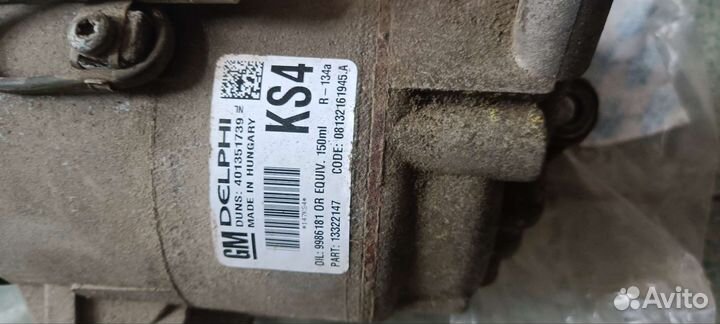 GM DELPHI
DUNS: 401351739
MADE IN HUNGARY
*147KS4*
KS4
R-134a
OIL: 9986181 OR EQUIV. 150ml
PART: 13322147
CODE: 08132161945.A
Avito